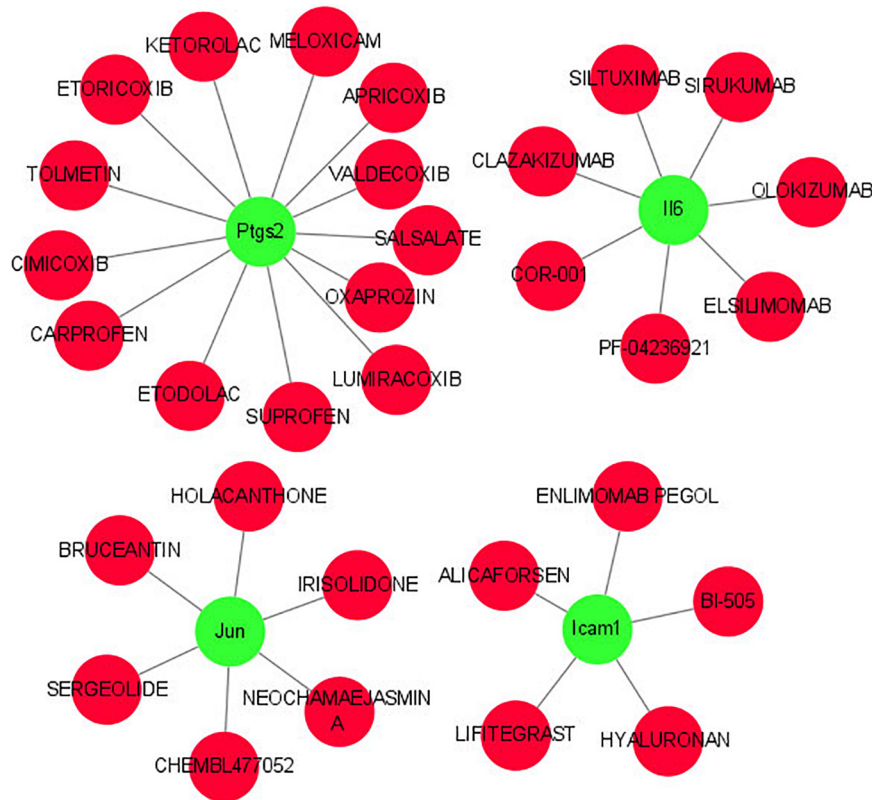 KETOROLAC
MELOXICAM
ETORICOXIB
APRICOXIB
TOLMETIN
VALDECOXIB
Ptgs2
SALSALATE
CIMICOXIB
OXAPROZIN
CARPROFEN
LUMIRACOXIB
ETODOLAC
SUPROFEN
SILTUXIMAB
SIRUKUMAB
CLAZAKIZUMAB
OLOKIZUMAB
Il6
COR-001
ELSILIMOMAB
PF-04236921
HOLACANTHONE
BRUCEANTIN
IRISOLIDONE
Jun
SERGEOLIDE
NEOCHAMAEJASMIN
A
CHEMBL477052
ENLIMOMAB PEGOL
ALICAFORSEN
BI-505
Icam1
LIFITEGRAST
HYALURONAN